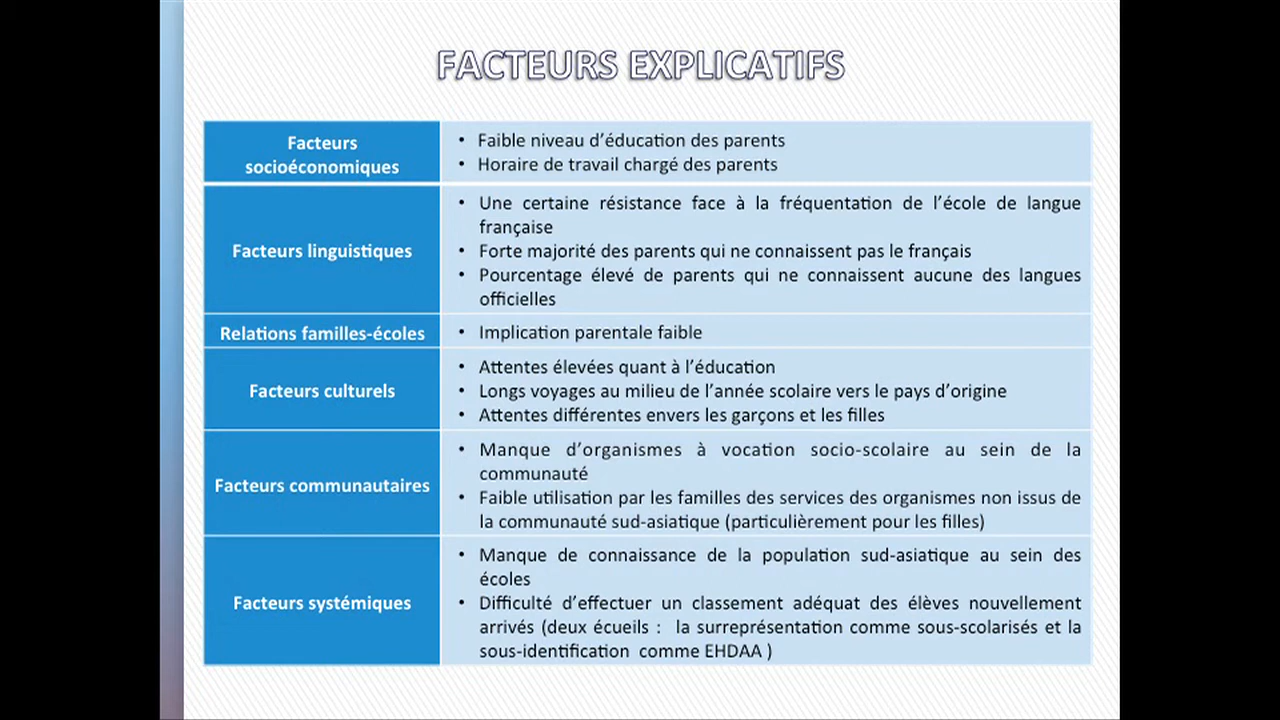 FACTEURS EXPLICATIFS
Facteurs
socioéconomiques
• Faible niveau d’éducation des parents
• Horaire de travail chargé des parents
Facteurs linguistiques
• Une certaine résistance face à la fréquentation de l’école de langue
française
• Forte majorité des parents qui ne connaissent pas le français
• Pourcentage élevé de parents qui ne connaissent aucune des langues
officielles
Relations familles-écoles
• Implication parentale faible
Facteurs culturels
• Attentes élevées quant à l’éducation
• Longs voyages au milieu de l’année scolaire vers le pays d’origine
• Attentes différentes envers les garçons et les filles
Facteurs communautaires
• Manque d’organismes à vocation socio-scolaire au sein de la
communauté
• Faible utilisation par les familles des services des organismes non issus de
la communauté sud-asiatique (particulièrement pour les filles)
Facteurs systémiques
• Manque de connaissance de la population sud-asiatique au sein des
écoles
• Difficulté d’effectuer un classement adéquat des élèves nouvellement
arrivés (deux écueils : la surreprésentation comme sous-scolarisés et la
sous-identification comme EHDAA )